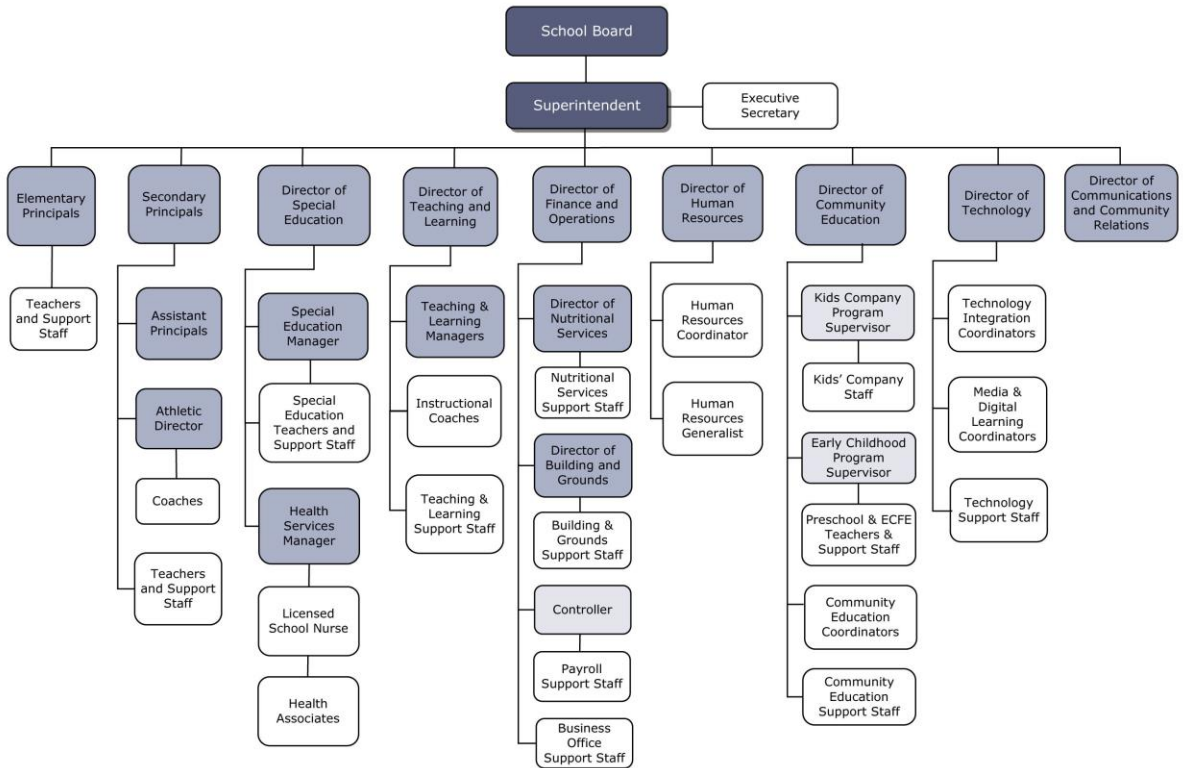 School Board
Superintendent
Executive
Secretary
Elementary
Principals
Secondary
Principals
Director of
Special
Education
Director of
Teaching and
Learning
Director of
Finance and
Operations
Director of
Human
Resources
Director of
Community
Education
Director of
Technology
Director of
Communications
and Community
Relations
Teachers
and Support
Staff
Assistant
Principals
Athletic
Director
Coaches
Teachers
and Support
Staff
Special
Education
Manager
Special
Education
Teachers and
Support Staff
Health
Services
Manager
Licensed
School Nurse
Health
Associates
Teaching &
Learning
Managers
Instructional
Coaches
Teaching &
Learning
Support Staff
Director of
Nutritional
Services
Nutritional
Services
Support Staff
Director of
Building and
Grounds
Building &
Grounds
Support Staff
Controller
Payroll
Support Staff
Business
Office
Support Staff
Human
Resources
Coordinator
Human
Resources
Generalist
Kids Company
Program
Supervisor
Kids' Company
Staff
Early Childhood
Program
Supervisor
Preschool & ECFE
Teachers &
Support Staff
Community
Education
Coordinators
Community
Education
Support Staff
Technology
Integration
Coordinators
Media &
Digital
Learning
Coordinators
Technology
Support Staff